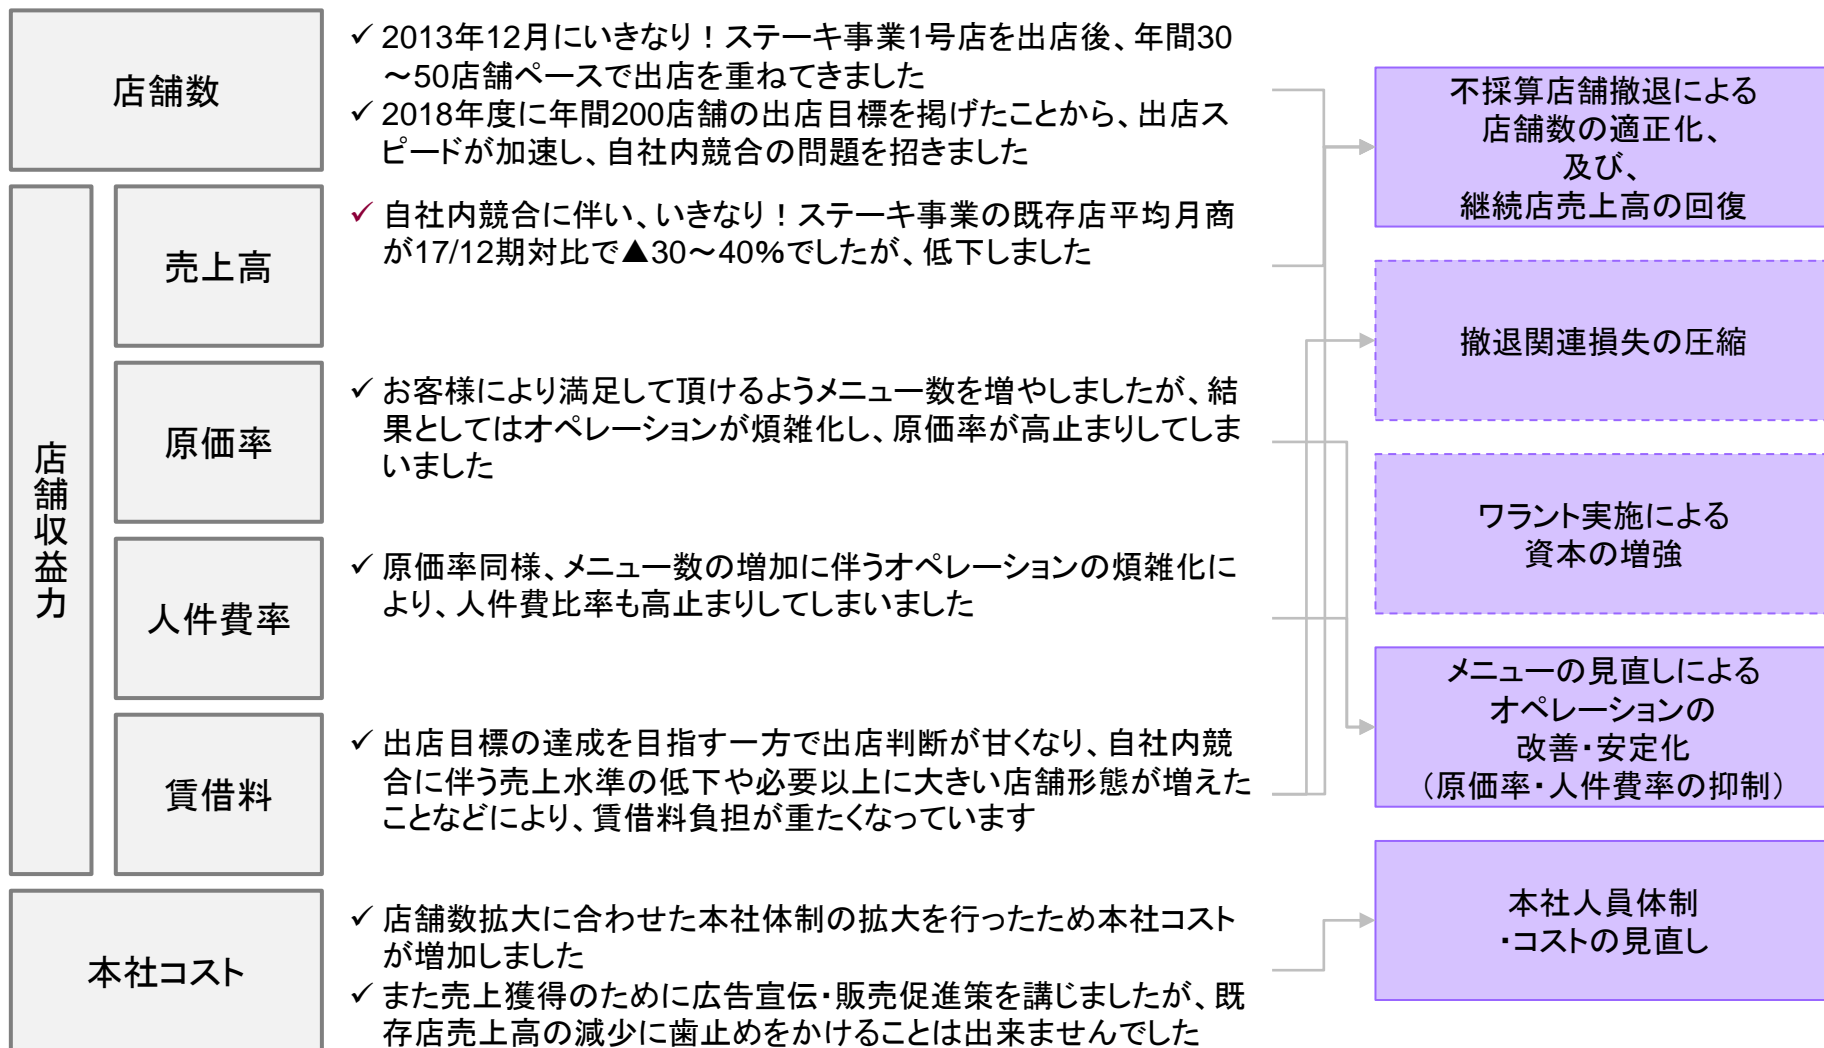 店舗数
✓ 2013年12月にいきなり！ステーキ事業1号店を出店後、年間30
～50店舗ペースで出店を重ねてきました
✓ 2018年度に年間200店舗の出店目標を掲げたことから、出店ス
ピードが加速し、自社内競合の問題を招きました
店舗収益力
売上高
✓ 自社内競合に伴い、いきなり！ステーキ事業の既存店平均月商
が17/12期対比で▲30～40%でしたが、低下しました
原価率
✓ お客様により満足して頂けるようメニュー数を増やしましたが、結
果としてはオペレーションが煩雑化し、原価率が高止まりしてしま
いました
人件費率
✓ 原価率同様、メニュー数の増加に伴うオペレーションの煩雑化に
より、人件費比率も高止まりしてしまいました
賃借料
✓ 出店目標の達成を目指す一方で出店判断が甘くなり、自社内競
合に伴う売上水準の低下や必要以上に大きい店舗形態が増えた
ことなどにより、賃借料負担が重たくなっています
本社コスト
✓ 店舗数拡大に合わせた本社体制の拡大を行ったため本社コスト
が増加しました
✓ また売上獲得のために広告宣伝・販売促進策を講じましたが、既
存店売上高の減少に歯止めをかけることは出来ませんでした
不採算店舗撤退による
店舗数の適正化、
及び、
継続店売上高の回復
撤退関連損失の圧縮
ワラント実施による
資本の増強
メニューの見直しによる
オペレーションの
改善・安定化
（原価率・人件費率の抑制）
本社人員体制
・コストの見直し